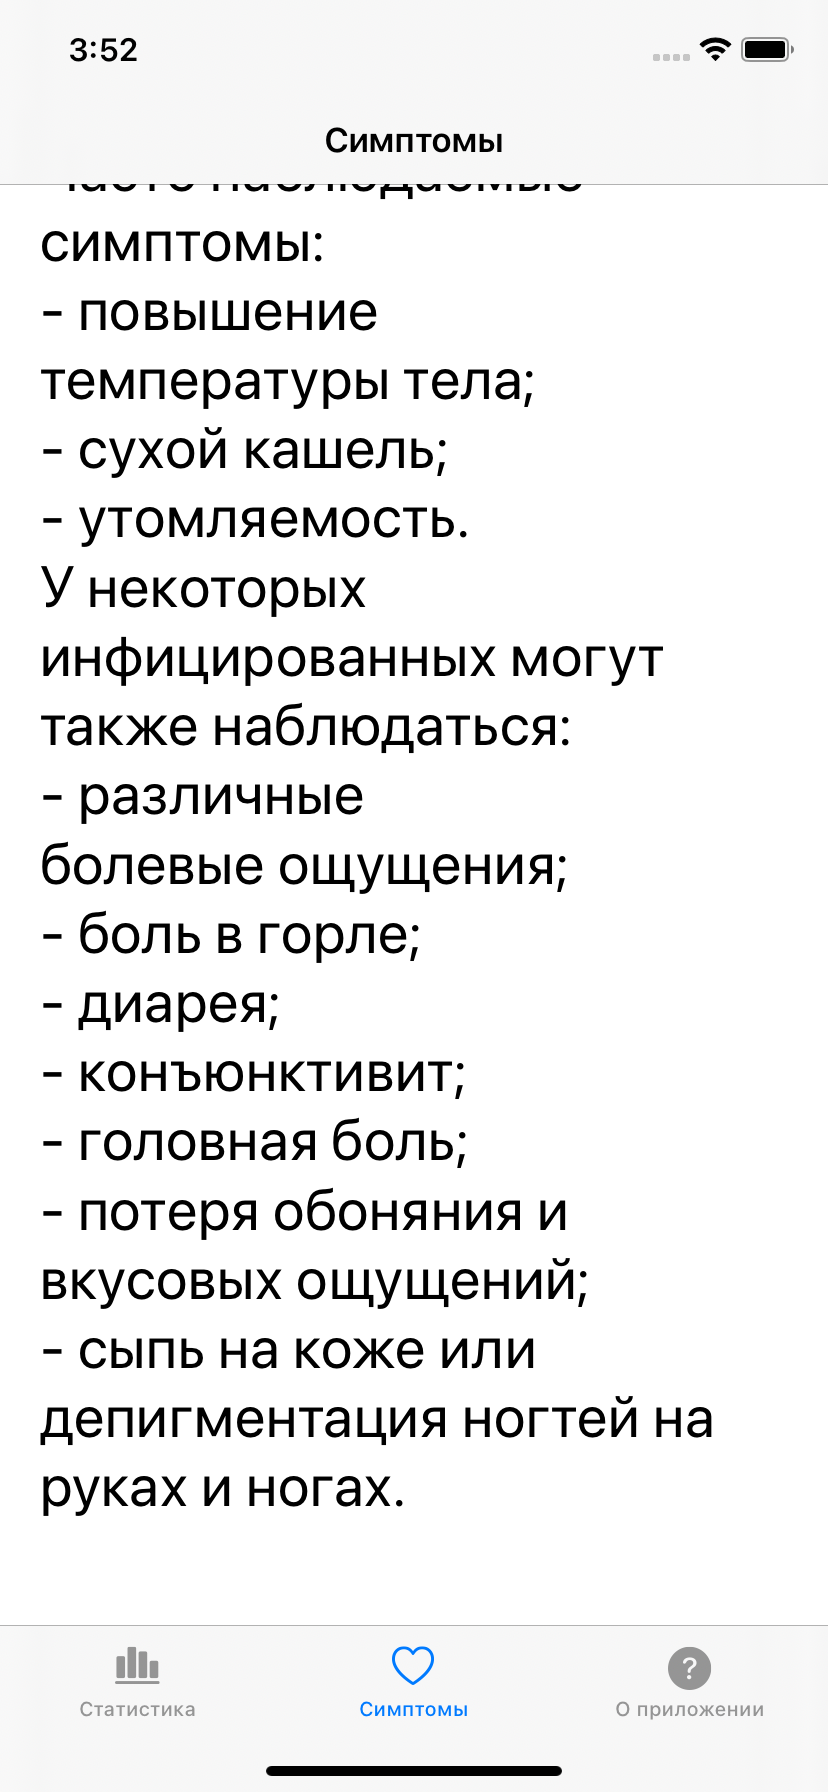 3:52
Симптомы
симптомы:
- повышение
температуры тела;
- сухой кашель;
- утомляемость.
У некоторых
инфицированных могут
также наблюдаться:
- различные
болевые ощущения;
- боль в горле;
- диарея;
- конъюнктивит;
- головная боль;
- потеря обоняния и
вкусовых ощущений;
- сыпь на коже или
депигментация ногтей на
руках и ногах.
Статистика
Симптомы
О приложении